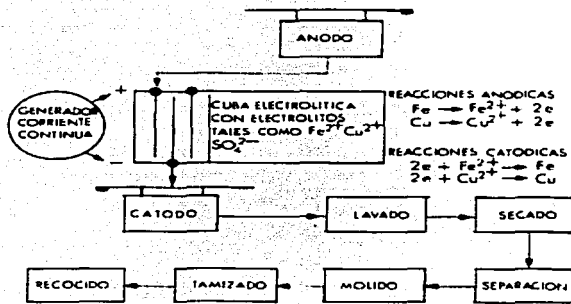 ANODO
GENERADOR
CORRIENTE
CONTINUA
+
−
CUBA ELECTROLITICA
CON ELECTROLITOS
TALES COMO Fe²⁺Cu²⁺
SO₄²⁻
REACCIONES ANODICAS
Fe → Fe²⁺ + 2e
Cu → Cu²⁺ + 2e
REACCIONES CATODICAS
2e + Fe²⁺ → Fe
2e + Cu²⁺ → Cu
CATODO
LAVADO
SECADO
RECOCIDO
TAMIZADO
MOLIDO
SEPARACION